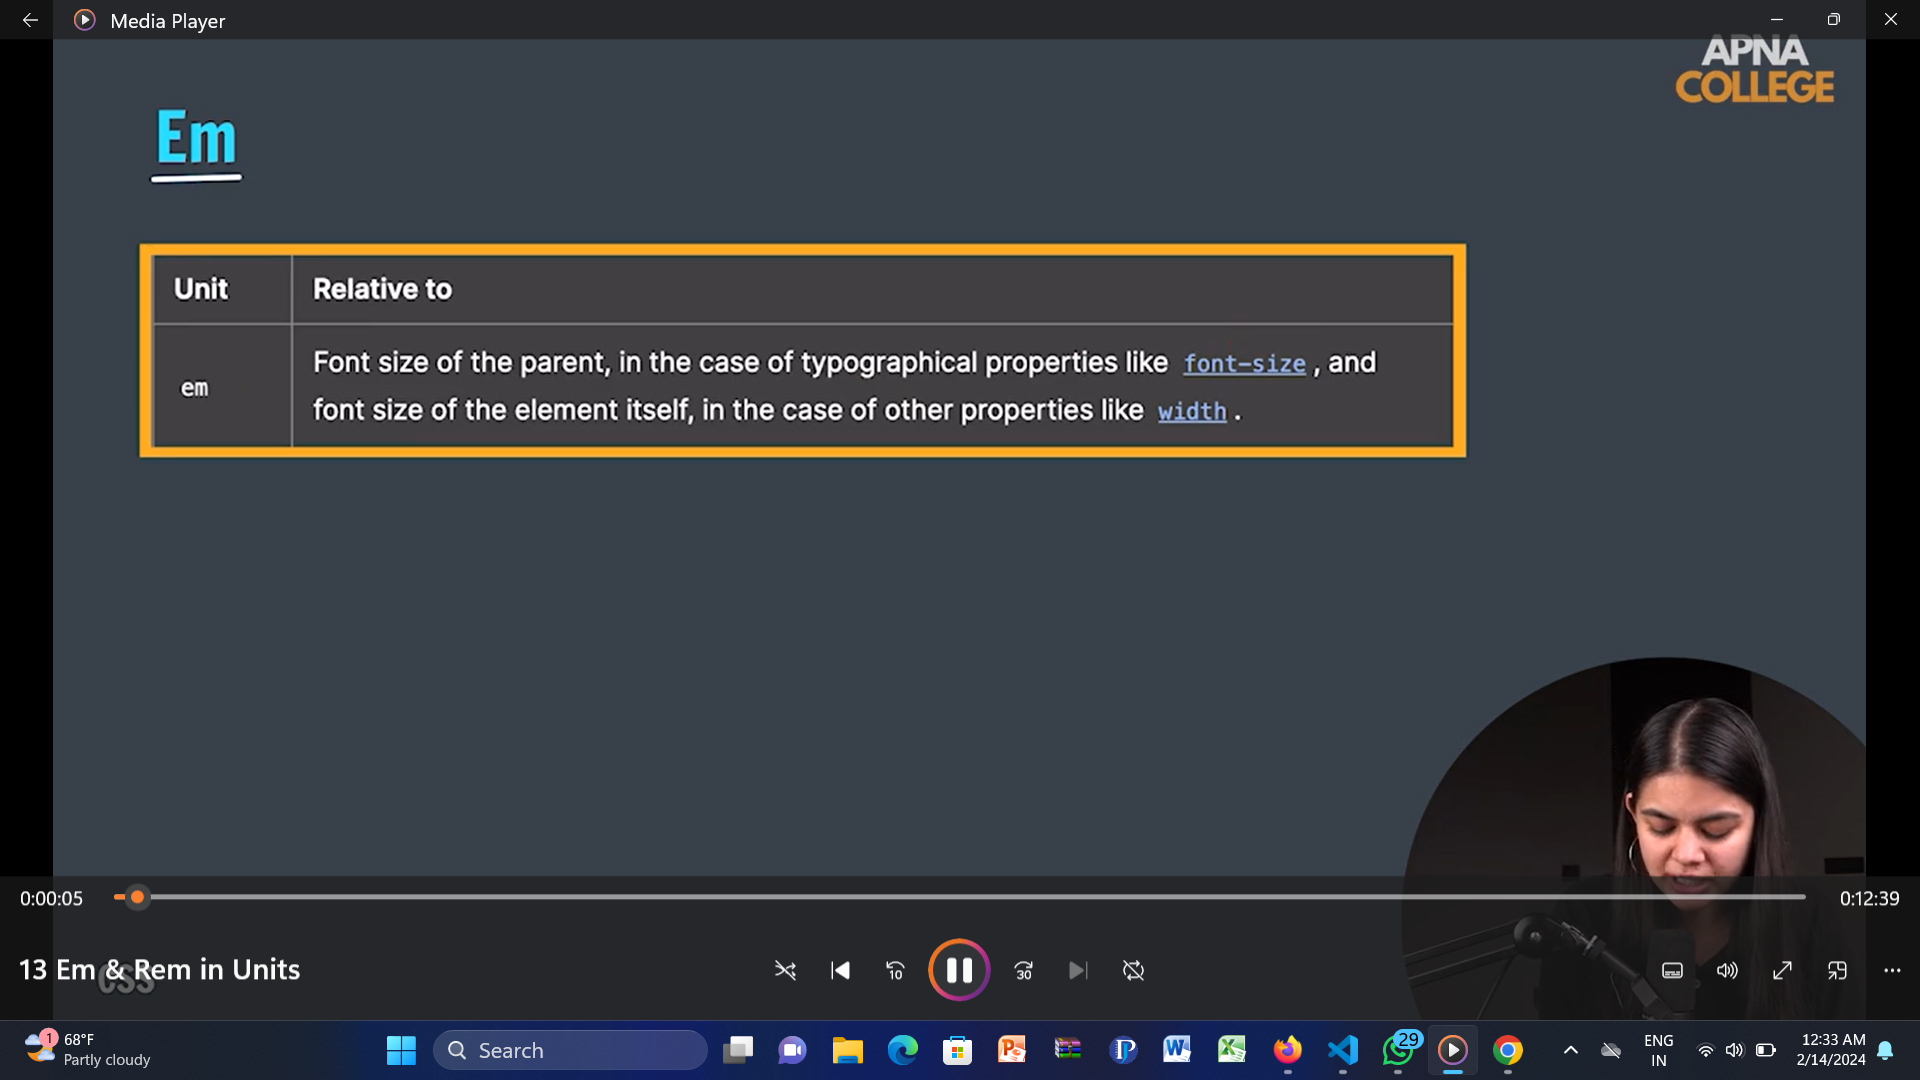 Media Player
APNA
COLLEGE
Em
Unit
Relative to
em
Font size of the parent, in the case of typographical properties like font-size, and
font size of the element itself, in the case of other properties like width.
0:00:05
0:12:39
13 Em & Rem in Units
CSS
10
30
1
68°F
Partly cloudy
Search
29
ENG
IN
12:33 AM
2/14/2024